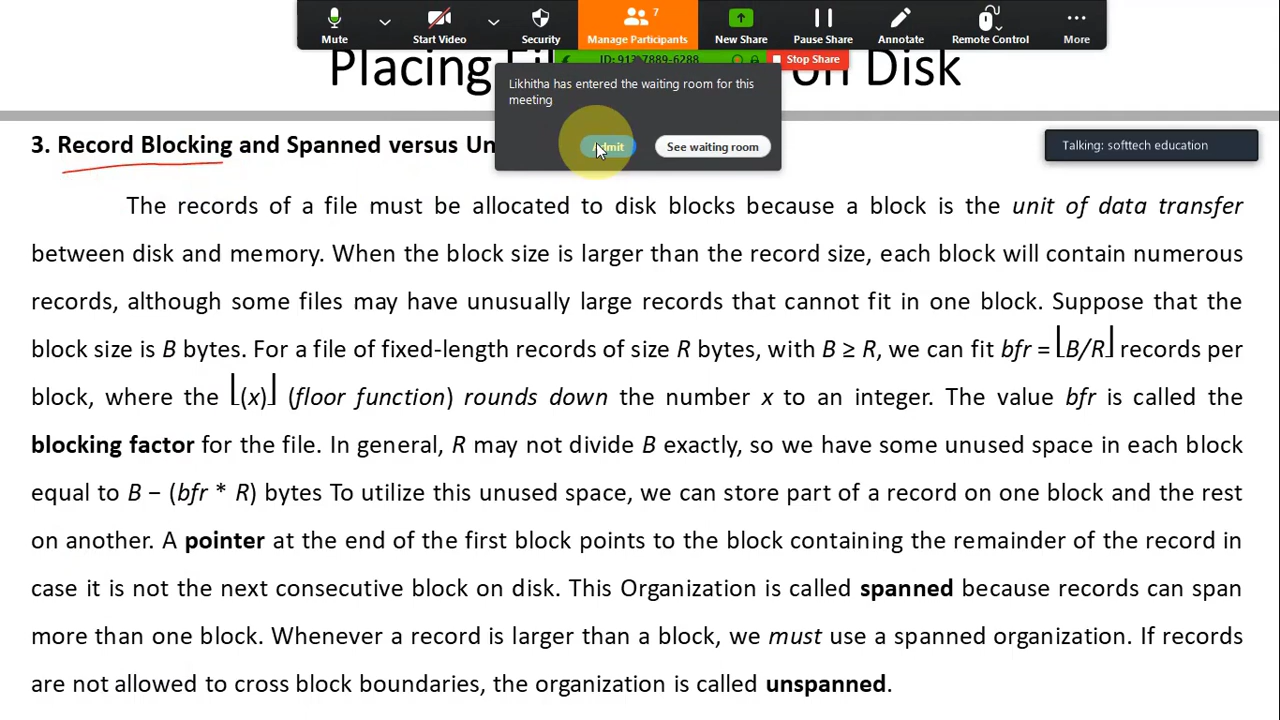 7
Mute
Start Video
Security
Manage Participants
New Share
Pause Share
Annotate
Remote Control
More
Placing on Disk
Stop Share
Likhitha has entered the waiting room for this
meeting
Admit
See waiting room
3. Record Blocking and Spanned versus Un
Talking: softtech education
The records of a file must be allocated to disk blocks because a block is the unit of data transfer
between disk and memory. When the block size is larger than the record size, each block will contain numerous
records, although some files may have unusually large records that cannot fit in one block. Suppose that the
block size is B bytes. For a file of fixed-length records of size R bytes, with B ≥ R, we can fit bfr = ⌊B/R⌋ records per
block, where the ⌊(x)⌋ (floor function) rounds down the number x to an integer. The value bfr is called the
blocking factor for the file. In general, R may not divide B exactly, so we have some unused space in each block
equal to B − (bfr * R) bytes To utilize this unused space, we can store part of a record on one block and the rest
on another. A pointer at the end of the first block points to the block containing the remainder of the record in
case it is not the next consecutive block on disk. This Organization is called spanned because records can span
more than one block. Whenever a record is larger than a block, we must use a spanned organization. If records
are not allowed to cross block boundaries, the organization is called unspanned.